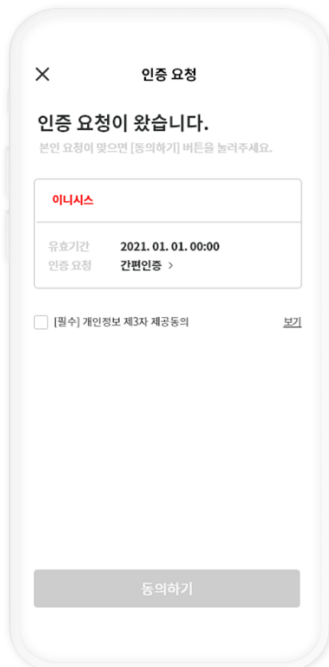 인증 요청
인증 요청이 왔습니다.
본인 요청이 맞으면 [동의하기] 버튼을 눌러주세요.
이니시스
유효기간 2021. 01. 01. 00:00
인증 요청 간편인증 >
[필수] 개인정보 제3자 제공동의 보기
동의하기